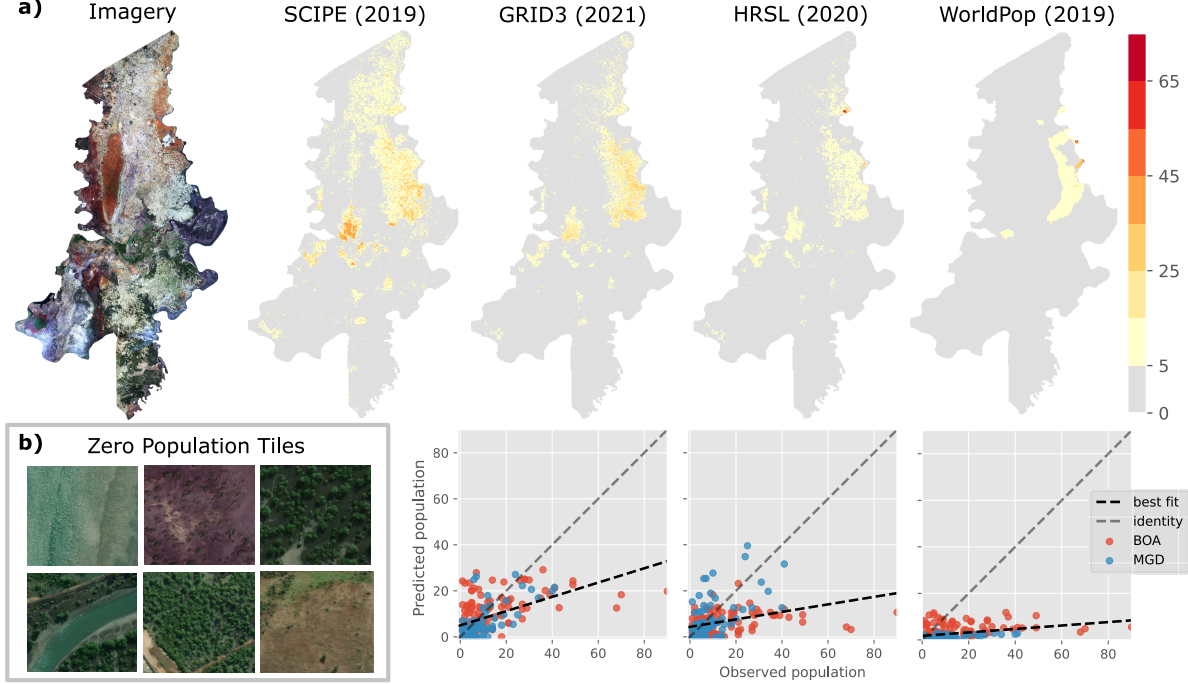 a)
Imagery
SCIPE (2019)
GRID3 (2021)
HRSL (2020)
WorldPop (2019)
65
45
25
5
0
b)
Zero Population Tiles
Predicted population
80
60
40
20
0
0 20 40 60 80
0 20 40 60 80
0 20 40 60 80
Observed population
best fit
identity
BOA
MGD